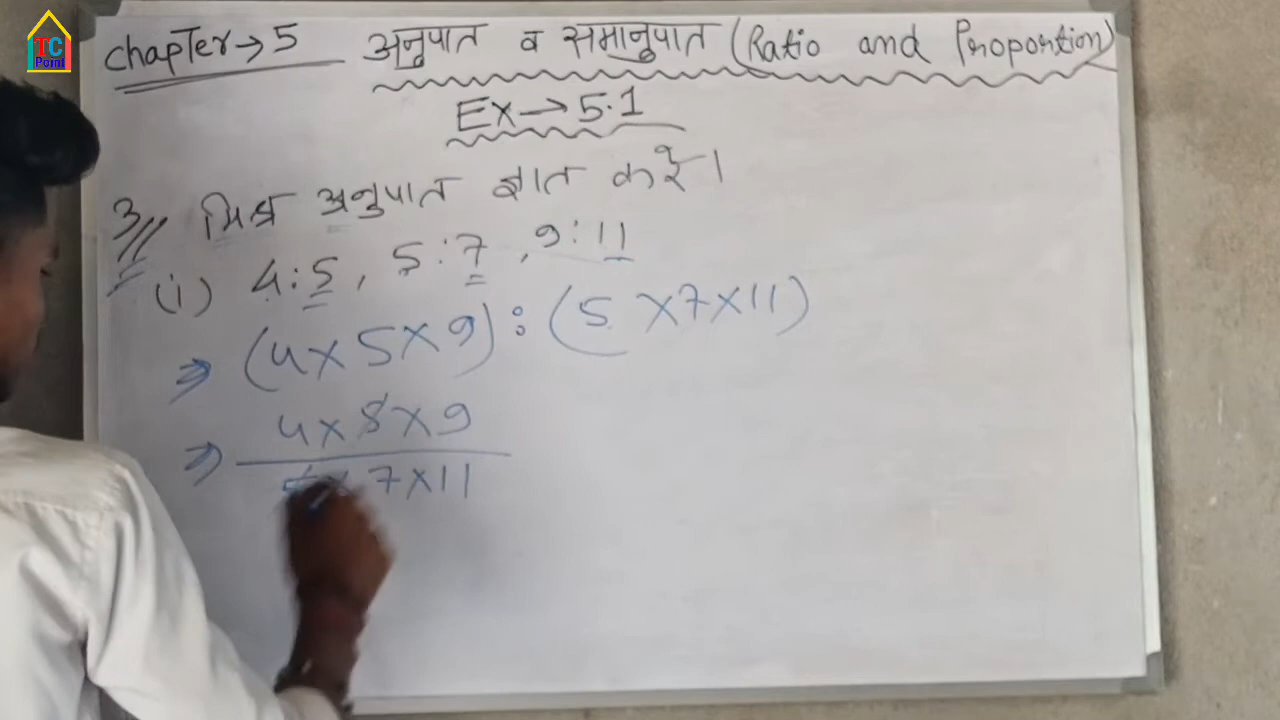 TC
Point
Chapter→5 अनुपात व समानुपात (Ratio and Proportion)
Ex→5.1
3 मिश्र अनुपात ज्ञात करें।
(i) 4:5, 5:7, 9:11
⇒ (4×5×9) : (5×7×11)
⇒ 4×5×9
5×7×11